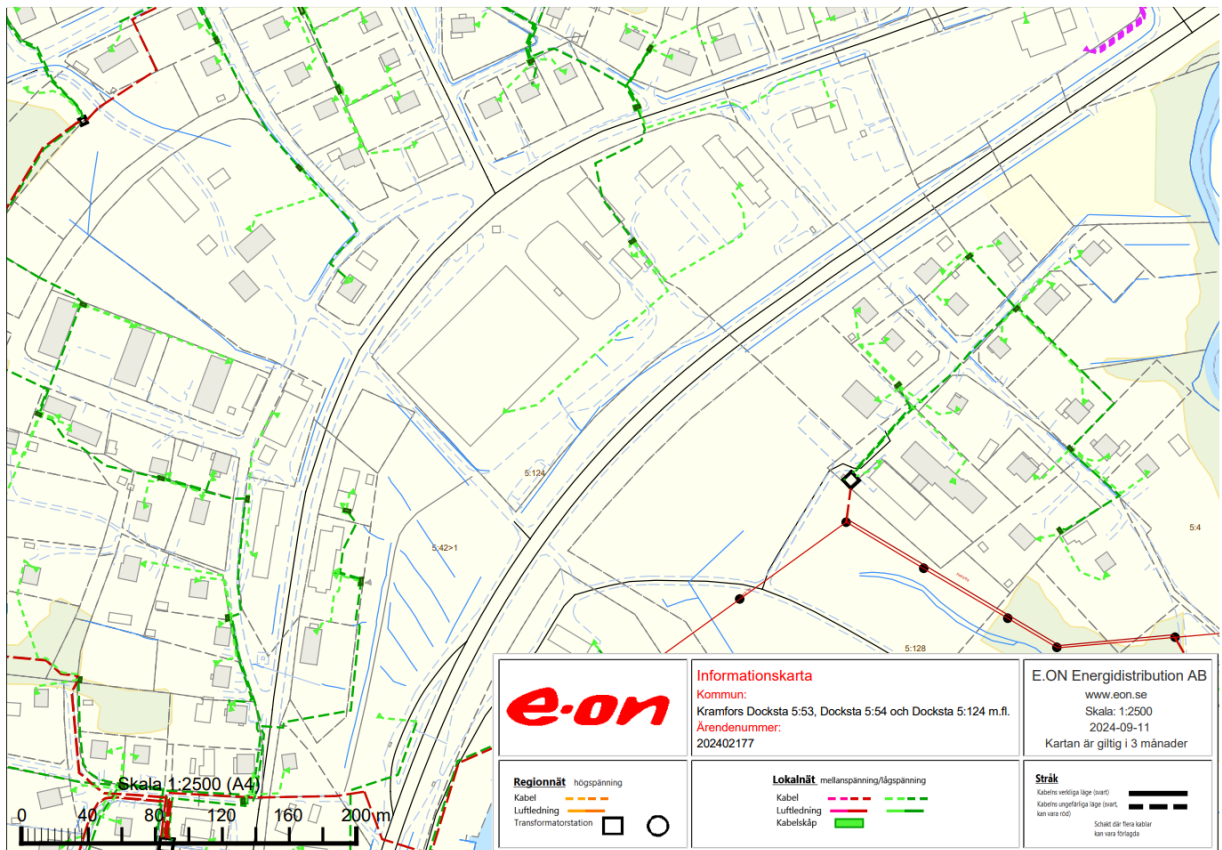 5:124
5:42>1
5:4
5:128
Skala 1:2500 (A4)
0 40 80 120 160 200 m
e·on
Informationskarta
Kommun:
Kramfors Docksta 5:53, Docksta 5:54 och Docksta 5:124 m.fl.
Ärendenummer:
202402177
E.ON Energidistribution AB
www.eon.se
Skala: 1:2500
2024-09-11
Kartan är giltig i 3 månader
Regionnät högspänning
Kabel
Luftledning
Transformatorstation
Lokalnät mellanspänning/lågspänning
Kabel
Luftledning
Kabelskåp
Stråk
Kabelns verkliga läge (svart)
Kabelns ungefärliga läge (svart,
kan vara röd)
Schakt där flera kablar
kan vara förlagda